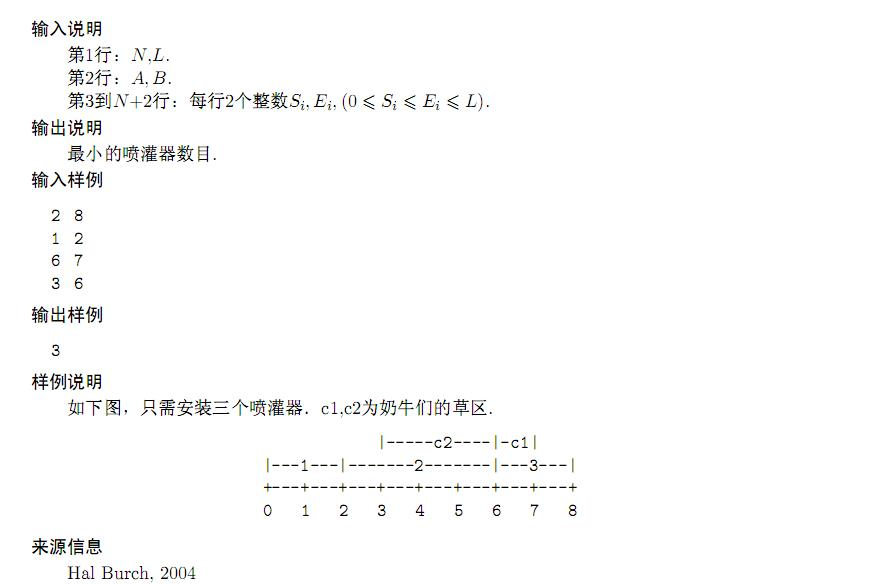 输入说明
第1行：N,L.
第2行：A,B.
第3到N+2行：每行2个整数Si,Ei,(0⩽Si⩽Ei⩽L).
输出说明
最小的喷灌器数目.
输入样例
2 8
1 2
6 7
3 6
输出样例
3
样例说明
如下图，只需安装三个喷灌器．c1,c2为奶牛们的草区.
|-----c2----|-c1|
|---1---|-------2-------|---3---|
+---+---+---+---+---+---+---+---+
0 1 2 3 4 5 6 7 8
来源信息
Hal Burch, 2004